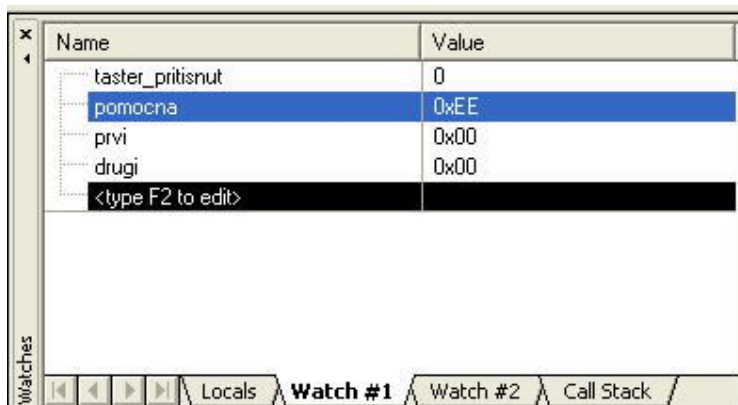 Name Value
taster_pritisnut 0
pomocna 0xEE
prvi 0x00
drugi 0x00
<type F2 to edit>
Watches
Locals Watch #1 Watch #2 Call Stack